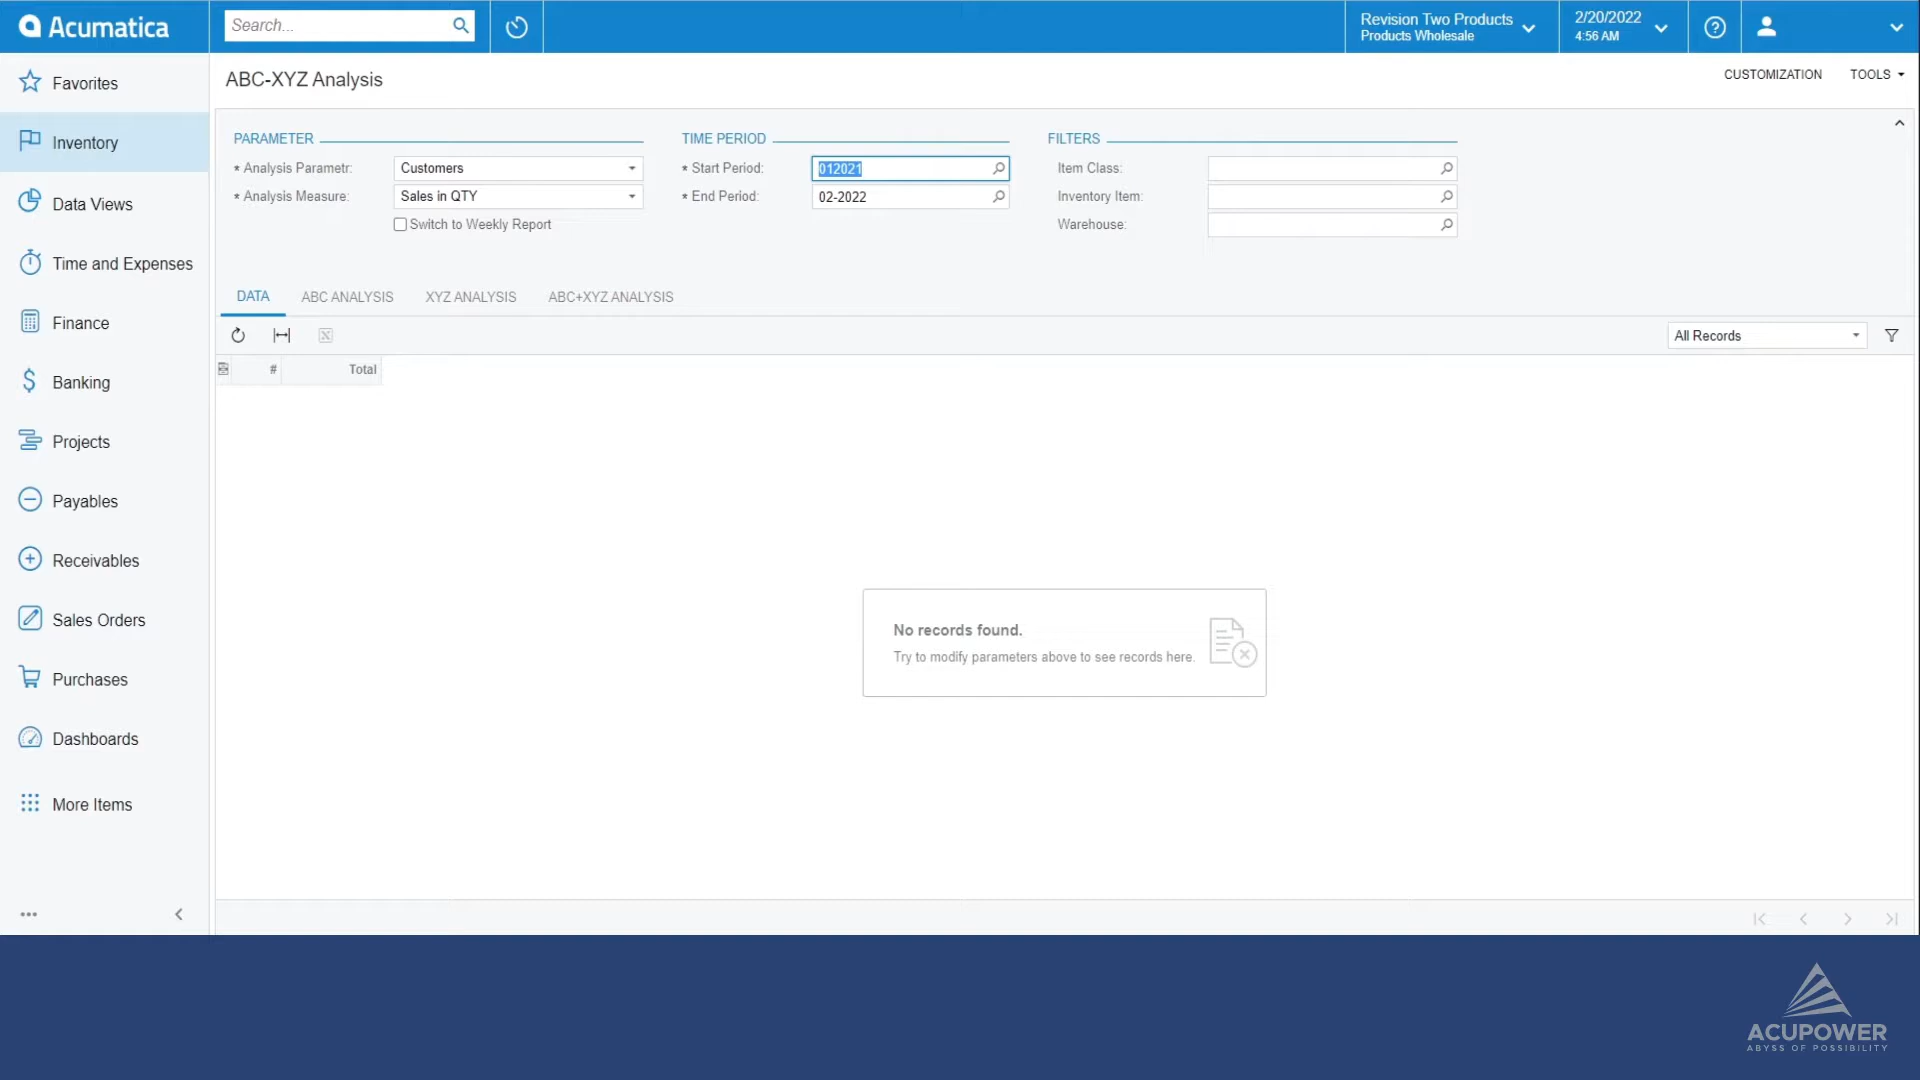 Acumatica
Search...
Revision Two Products
Products Wholesale
2/20/2022
4:56 AM
Favorites
Inventory
Data Views
Time and Expenses
Finance
Banking
Projects
Payables
Receivables
Sales Orders
Purchases
Dashboards
More Items
ABC-XYZ Analysis
CUSTOMIZATION
TOOLS
PARAMETER
* Analysis Parametr: Customers
* Analysis Measure: Sales in QTY
Switch to Weekly Report
TIME PERIOD
* Start Period: 012021
* End Period: 02-2022
FILTERS
Item Class:
Inventory Item:
Warehouse:
DATA ABC ANALYSIS XYZ ANALYSIS ABC+XYZ ANALYSIS
All Records
# Total
No records found.
Try to modify parameters above to see records here.
ACUPOWER
ABYSS OF POSSIBILITY